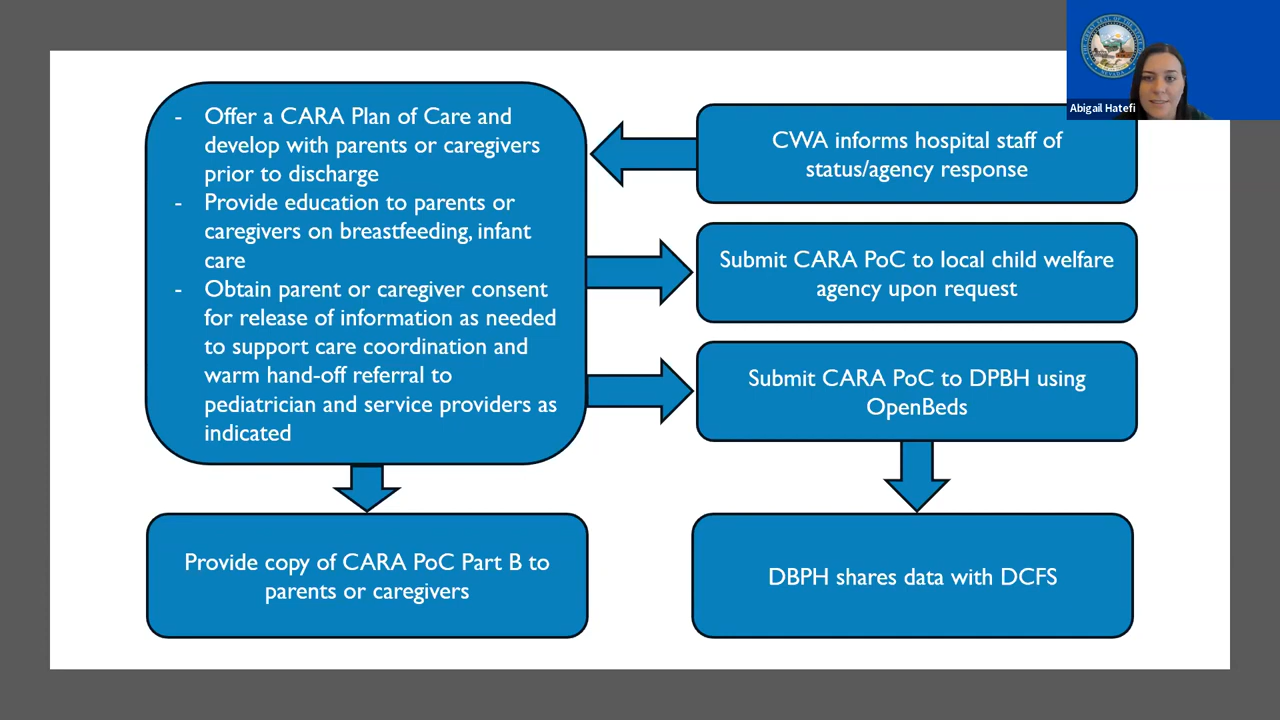 - Offer a CARA Plan of Care and
develop with parents or caregivers
prior to discharge
- Provide education to parents or
caregivers on breastfeeding, infant
care
- Obtain parent or caregiver consent
for release of information as needed
to support care coordination and
warm hand-off referral to
pediatrician and service providers as
indicated
Provide copy of CARA PoC Part B to
parents or caregivers
CWA informs hospital staff of
status/agency response
Submit CARA PoC to local child welfare
agency upon request
Submit CARA PoC to DPBH using
OpenBeds
DBPH shares data with DCFS
Abigail Hatefi